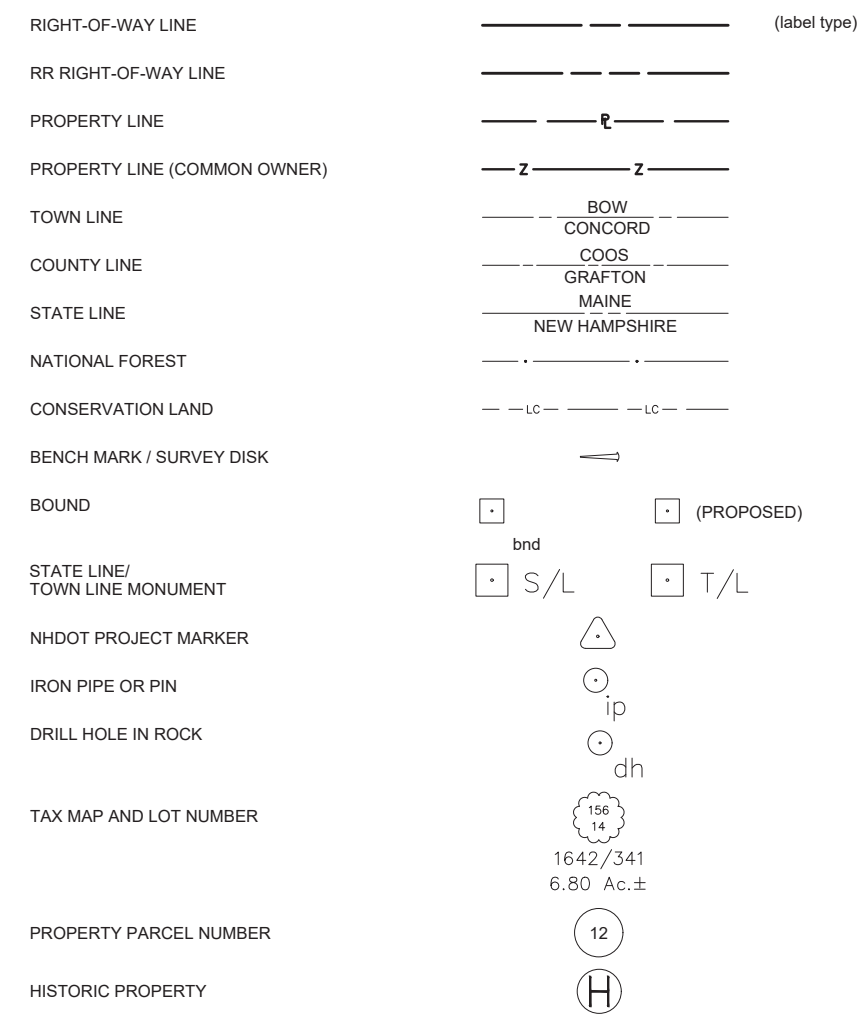 RIGHT-OF-WAY LINE (label type)
RR RIGHT-OF-WAY LINE
PROPERTY LINE PL
PROPERTY LINE (COMMON OWNER) Z Z
TOWN LINE BOW
CONCORD
COUNTY LINE COOS
GRAFTON
STATE LINE MAINE
NEW HAMPSHIRE
NATIONAL FOREST
CONSERVATION LAND LC LC
BENCH MARK / SURVEY DISK
BOUND (PROPOSED)
bnd
STATE LINE/
TOWN LINE MONUMENT S/L T/L
NHDOT PROJECT MARKER
IRON PIPE OR PIN ip
DRILL HOLE IN ROCK dh
TAX MAP AND LOT NUMBER 156
14
1642/341
6.80 Ac.±
PROPERTY PARCEL NUMBER 12
HISTORIC PROPERTY H